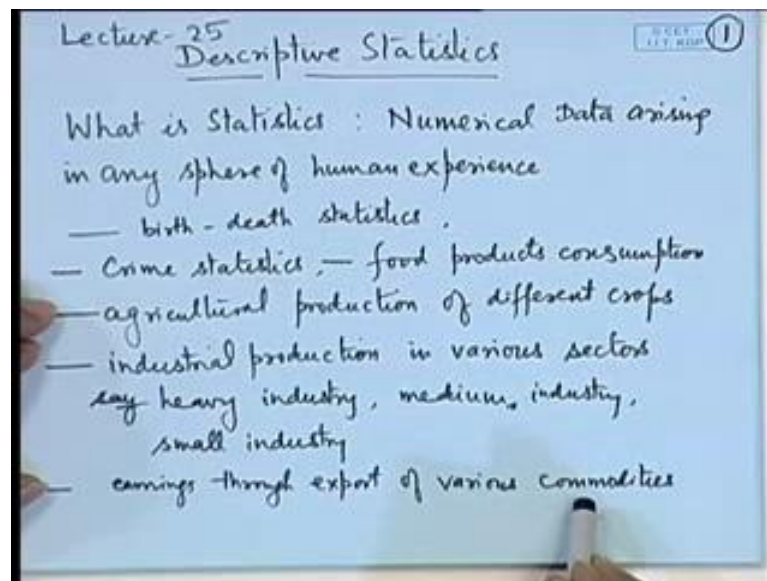 Lecture-25
Descriptive Statistics
1
What is Statistics : Numerical Data arising
in any sphere of human experience
— birth-death statistics.
— Crime statistics. — food products consumption
— agricultural production of different crops
— industrial production in various sectors
say heavy industry, medium industry,
small industry
— earnings through export of various commodities